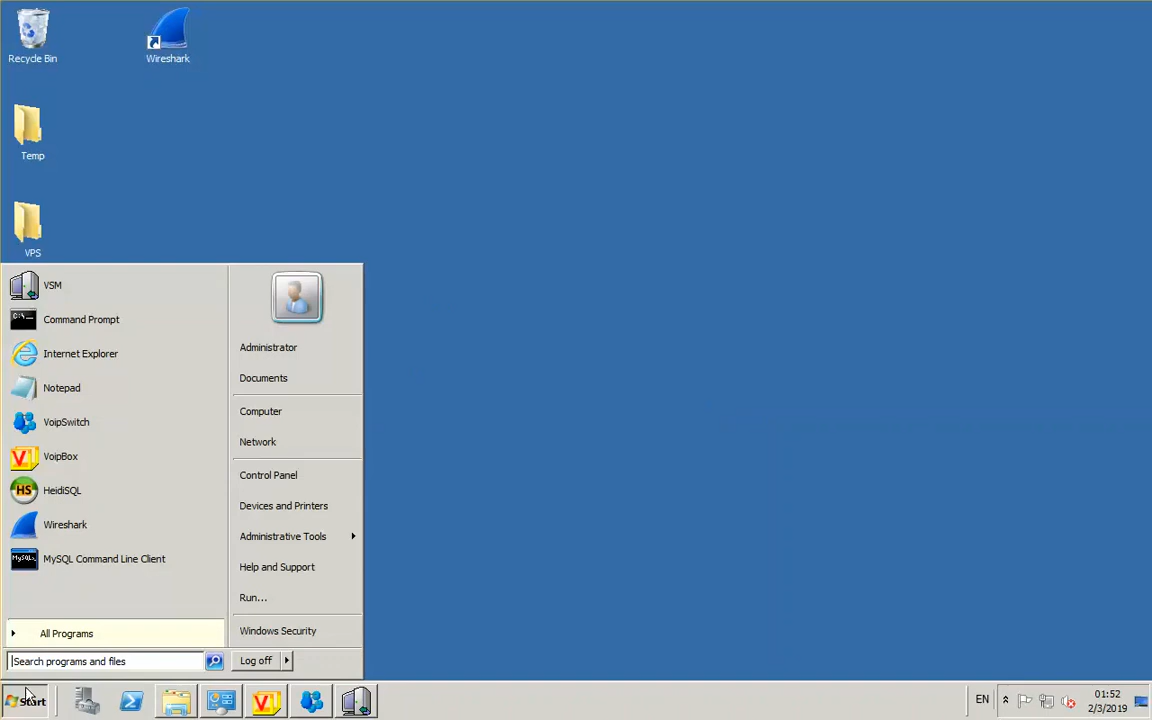 Recycle Bin
Wireshark
Temp
VPS
VSM
Command Prompt
Internet Explorer
Notepad
VoipSwitch
VoipBox
HeidiSQL
Wireshark
MySQL Command Line Client
All Programs
Search programs and files
Administrator
Documents
Computer
Network
Control Panel
Devices and Printers
Administrative Tools
Help and Support
Run...
Windows Security
Log off
Start
EN
01:52
2/3/2019